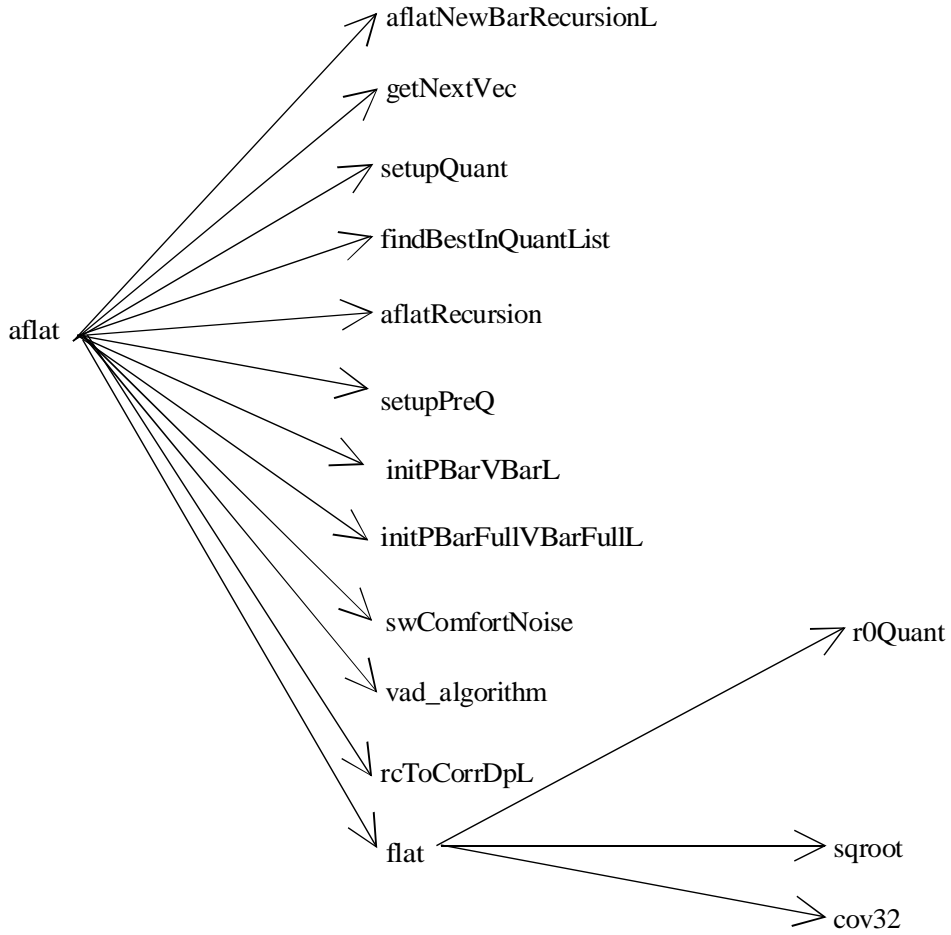 aflatNewBarRecursionL
getNextVec
setupQuant
findBestInQuantList
aflatRecursion
aflat
setupPreQ
initPBarVBarL
initPBarFullVBarFullL
swComfortNoise
r0Quant
vad_algorithm
rcToCorrDpL
flat
sqroot
cov32